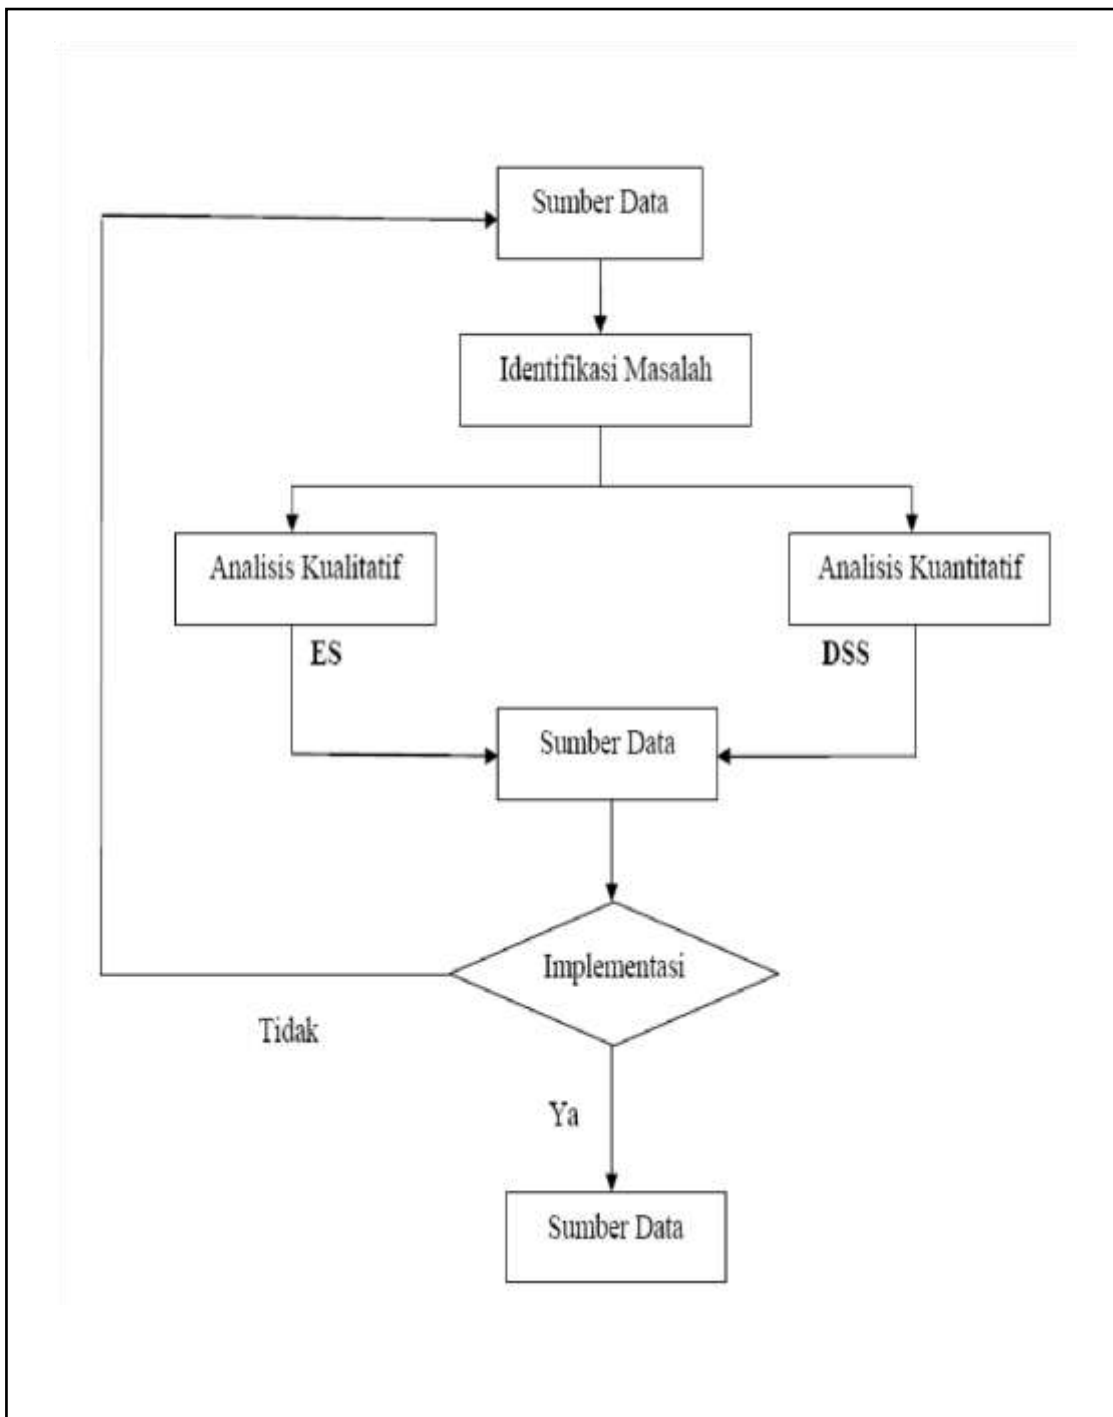 Sumber Data
Identifikasi Masalah
Analisis Kualitatif
Analisis Kuantitatif
ES
DSS
Sumber Data
Implementasi
Tidak
Ya
Sumber Data